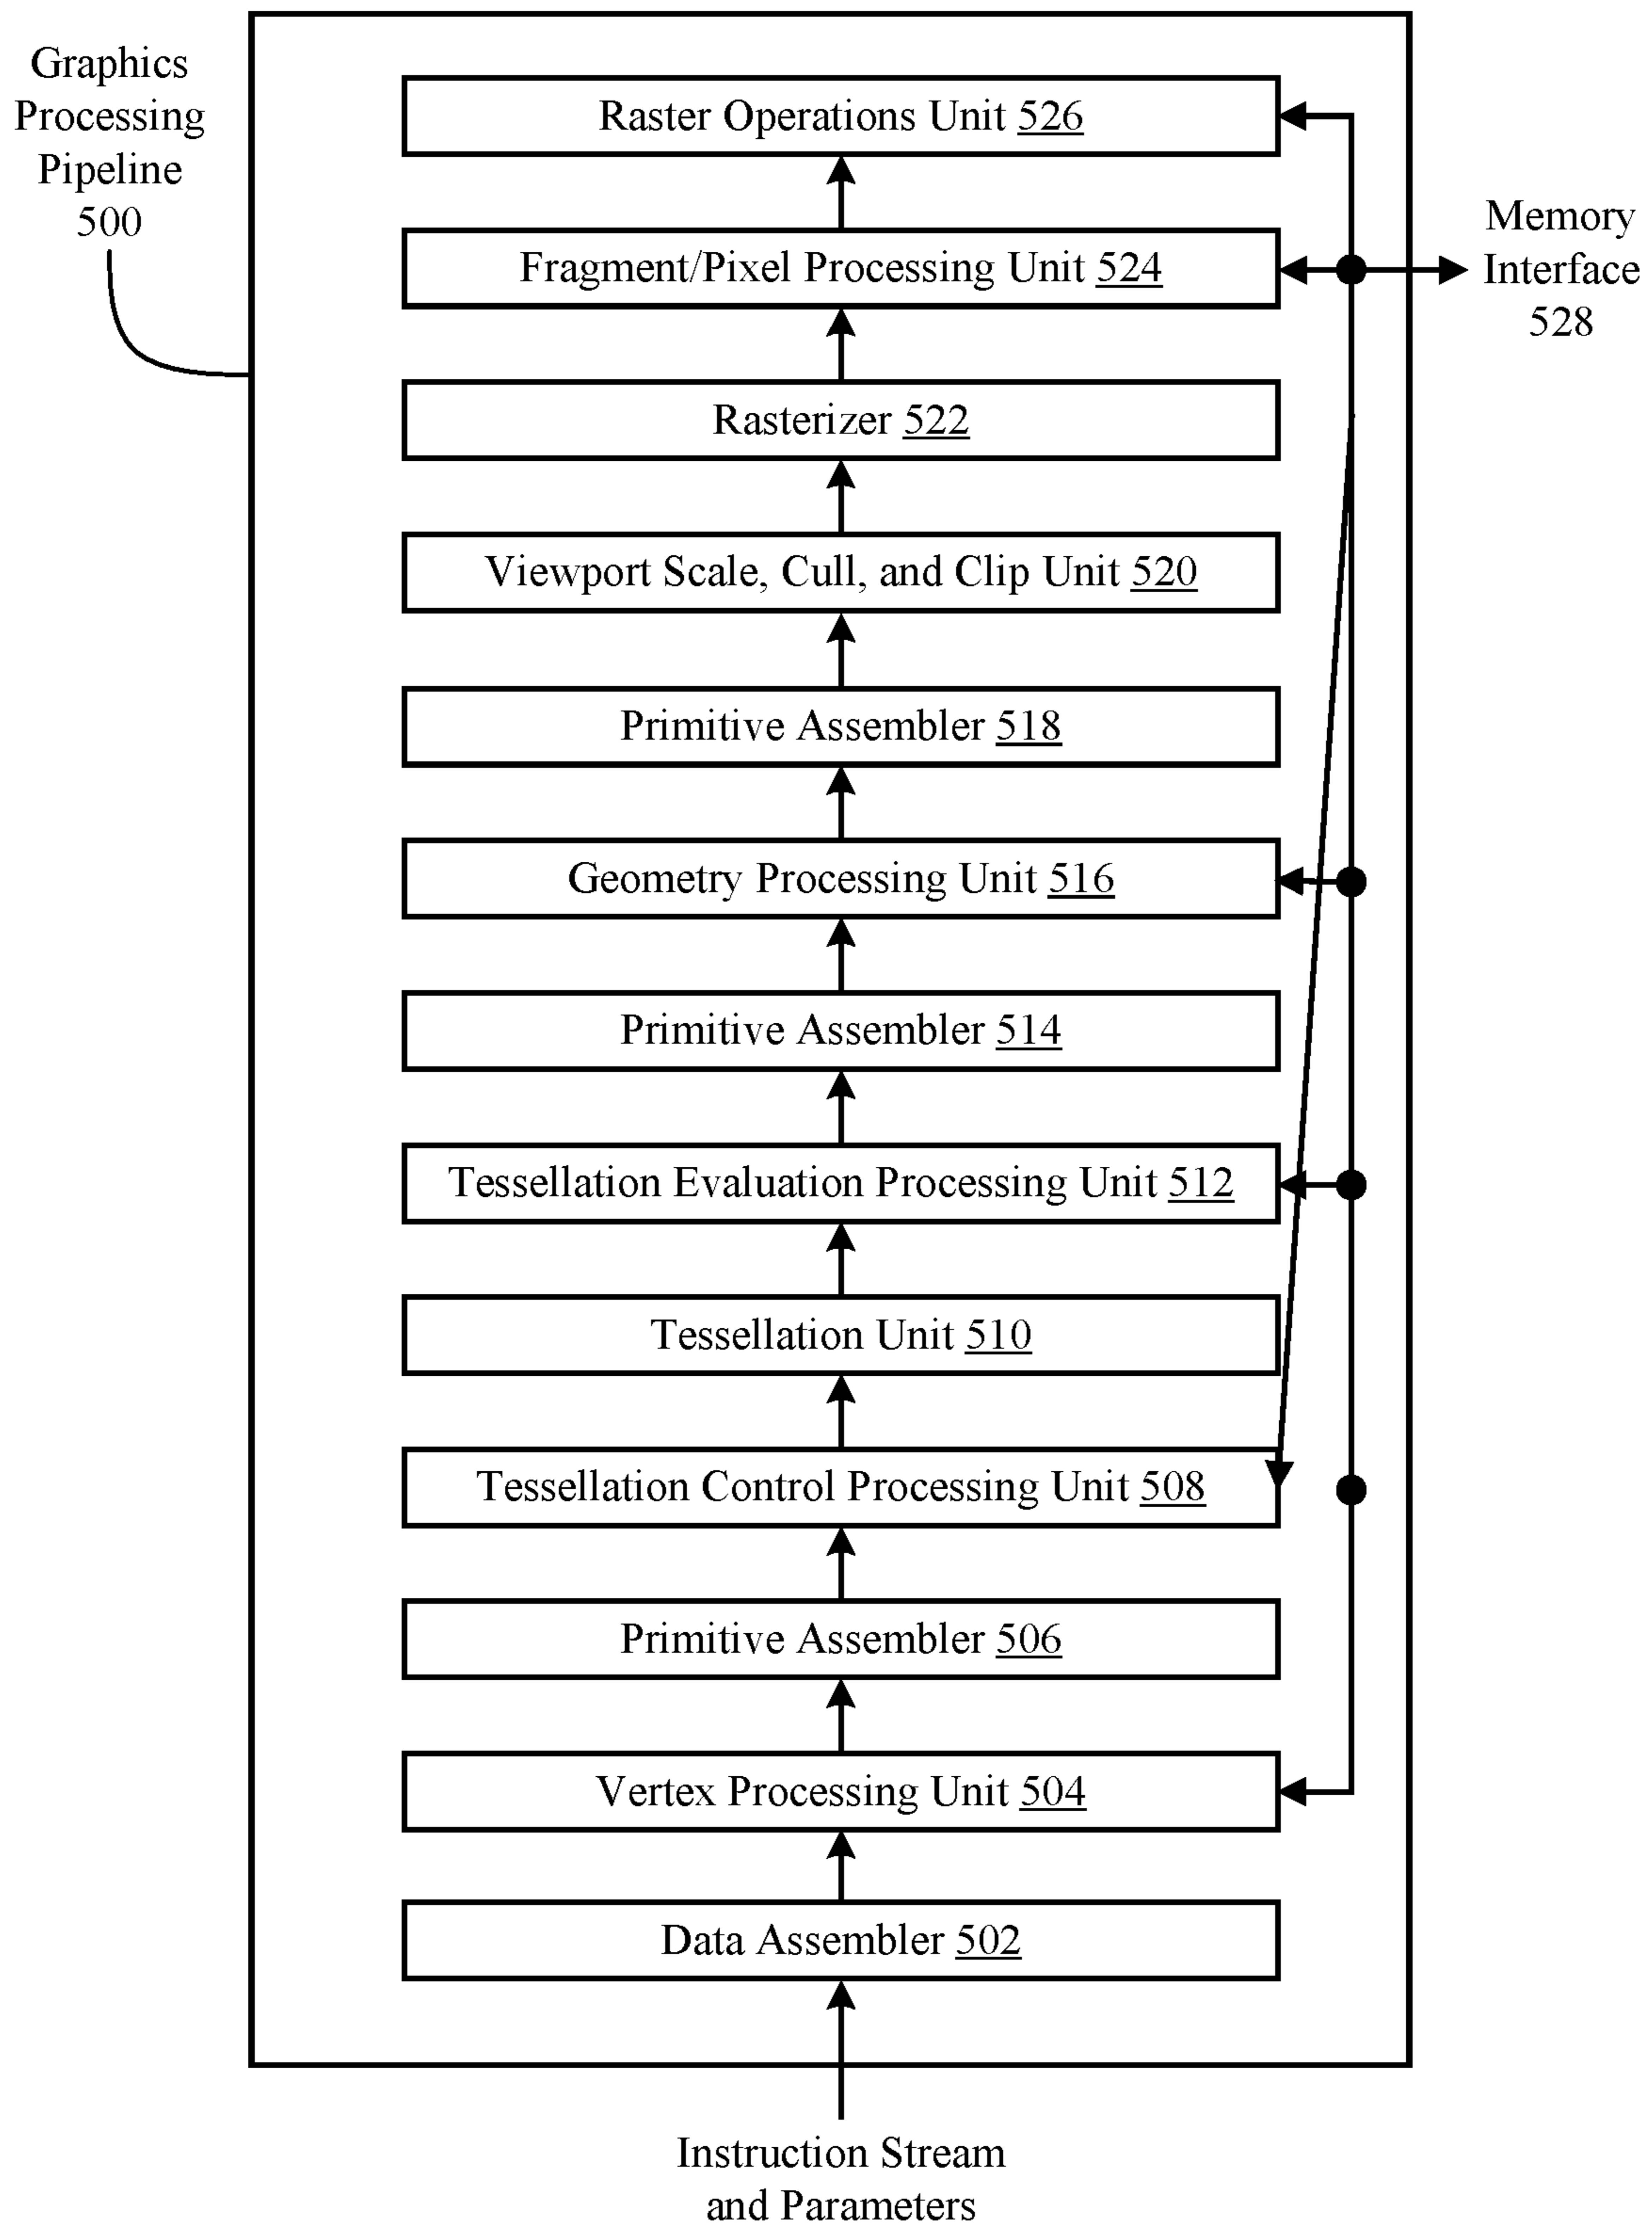 Graphics
Processing
Pipeline
500
Raster Operations Unit 526
Fragment/Pixel Processing Unit 524
Memory
Interface
528
Rasterizer 522
Viewport Scale, Cull, and Clip Unit 520
Primitive Assembler 518
Geometry Processing Unit 516
Primitive Assembler 514
Tessellation Evaluation Processing Unit 512
Tessellation Unit 510
Tessellation Control Processing Unit 508
Primitive Assembler 506
Vertex Processing Unit 504
Data Assembler 502
Instruction Stream
and Parameters